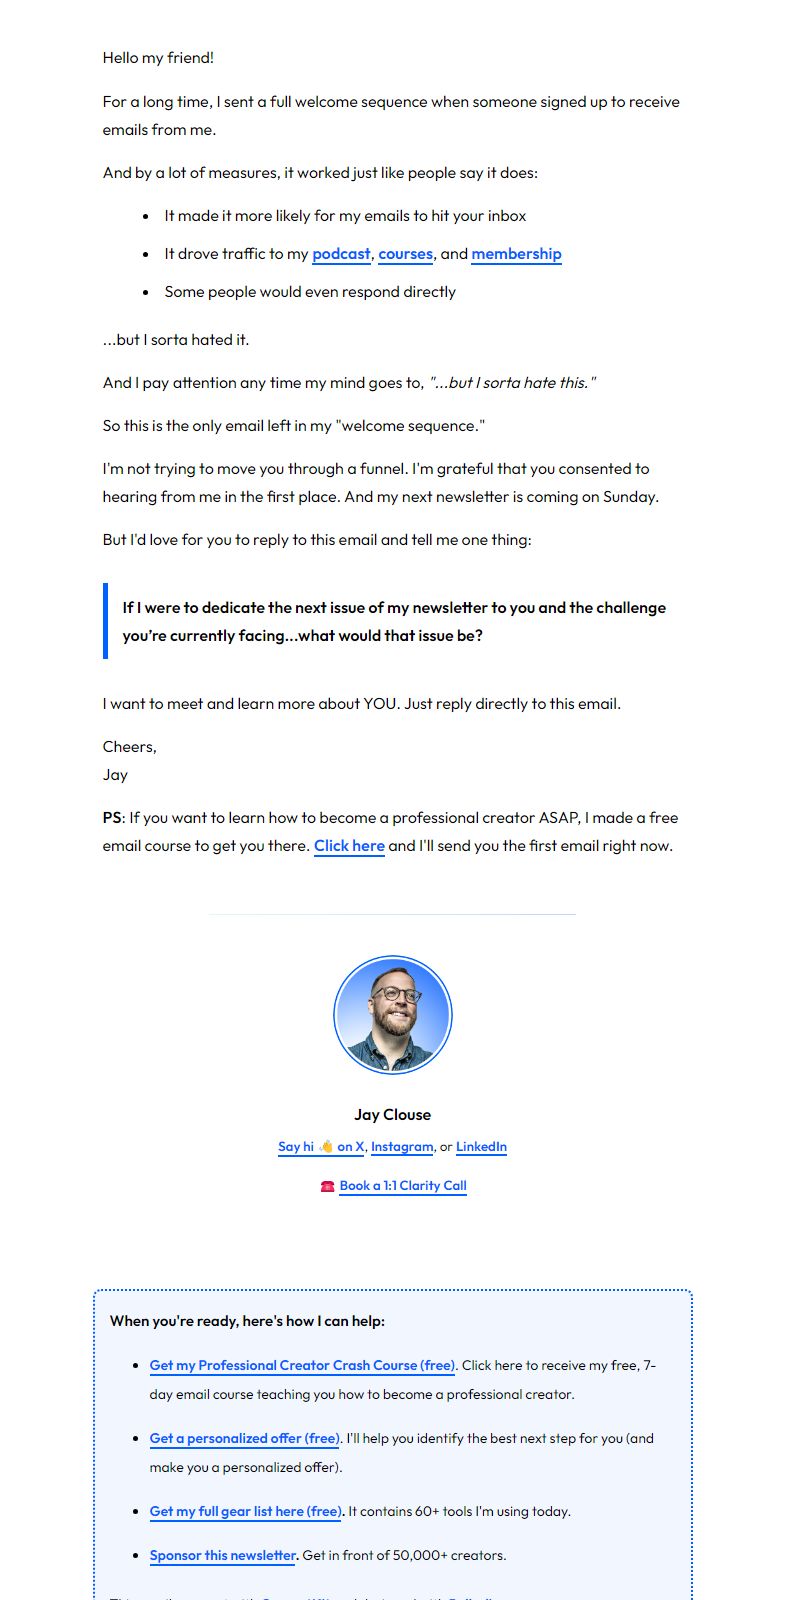 Hello my friend!
For a long time, I sent a full welcome sequence when someone signed up to receive
emails from me.
And by a lot of measures, it worked just like people say it does:
• It made it more likely for my emails to hit your inbox
• It drove traffic to my podcast, courses, and membership
• Some people would even respond directly
...but I sorta hated it.
And I pay attention any time my mind goes to, "...but I sorta hate this."
So this is the only email left in my "welcome sequence."
I'm not trying to move you through a funnel. I'm grateful that you consented to
hearing from me in the first place. And my next newsletter is coming on Sunday.
But I'd love for you to reply to this email and tell me one thing:
If I were to dedicate the next issue of my newsletter to you and the challenge
you’re currently facing...what would that issue be?
I want to meet and learn more about YOU. Just reply directly to this email.
Cheers,
Jay
PS: If you want to learn how to become a professional creator ASAP, I made a free
email course to get you there. Click here and I'll send you the first email right now.
Jay Clouse
Say hi 👋 on X, Instagram, or LinkedIn
☎️ Book a 1:1 Clarity Call
When you're ready, here's how I can help:
• Get my Professional Creator Crash Course (free). Click here to receive my free, 7-
day email course teaching you how to become a professional creator.
• Get a personalized offer (free). I'll help you identify the best next step for you (and
make you a personalized offer).
• Get my full gear list here (free). It contains 60+ tools I'm using today.
• Sponsor this newsletter. Get in front of 50,000+ creators.